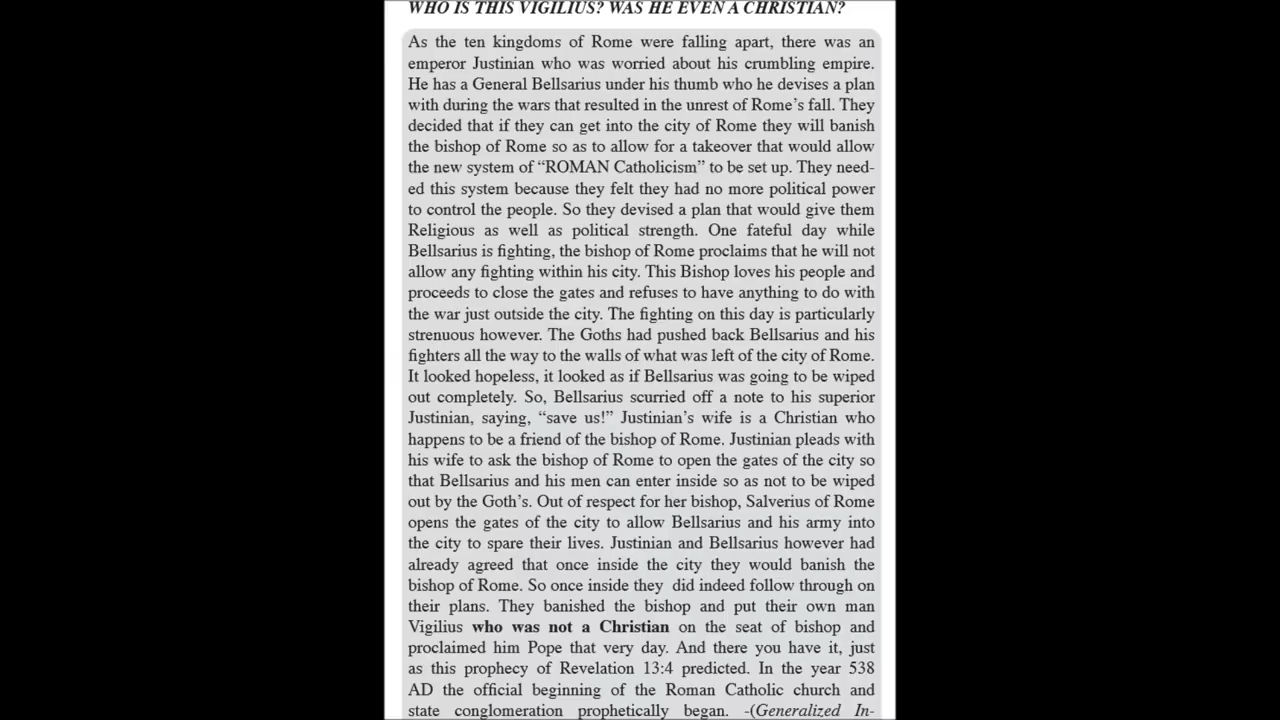 WHO IS THIS VIGILIUS? WAS HE EVEN A CHRISTIAN?
As the ten kingdoms of Rome were falling apart, there was an
emperor Justinian who was worried about his crumbling empire.
He has a General Bellsarius under his thumb who he devises a plan
with during the wars that resulted in the unrest of Rome's fall. They
decided that if they can get into the city of Rome they will banish
the bishop of Rome so as to allow for a takeover that would allow
the new system of “ROMAN Catholicism” to be set up. They need-
ed this system because they felt they had no more political power
to control the people. So they devised a plan that would give them
Religious as well as political strength. One fateful day while
Bellsarius is fighting, the bishop of Rome proclaims that he will not
allow any fighting within his city. This Bishop loves his people and
proceeds to close the gates and refuses to have anything to do with
the war just outside the city. The fighting on this day is particularly
strenuous however. The Goths had pushed back Bellsarius and his
fighters all the way to the walls of what was left of the city of Rome.
It looked hopeless, it looked as if Bellsarius was going to be wiped
out completely. So, Bellsarius scurried off a note to his superior
Justinian, saying, “save us!” Justinian's wife is a Christian who
happens to be a friend of the bishop of Rome. Justinian pleads with
his wife to ask the bishop of Rome to open the gates of the city so
that Bellsarius and his men can enter inside so as not to be wiped
out by the Goth's. Out of respect for her bishop, Salverius of Rome
opens the gates of the city to allow Bellsarius and his army into
the city to spare their lives. Justinian and Bellsarius however had
already agreed that once inside the city they would banish the
bishop of Rome. So once inside they did indeed follow through on
their plans. They banished the bishop and put their own man
Vigilius who was not a Christian on the seat of bishop and
proclaimed him Pope that very day. And there you have it, just
as this prophecy of Revelation 13:4 predicted. In the year 538
AD the official beginning of the Roman Catholic church and
state conglomeration prophetically began. -(Generalized In-